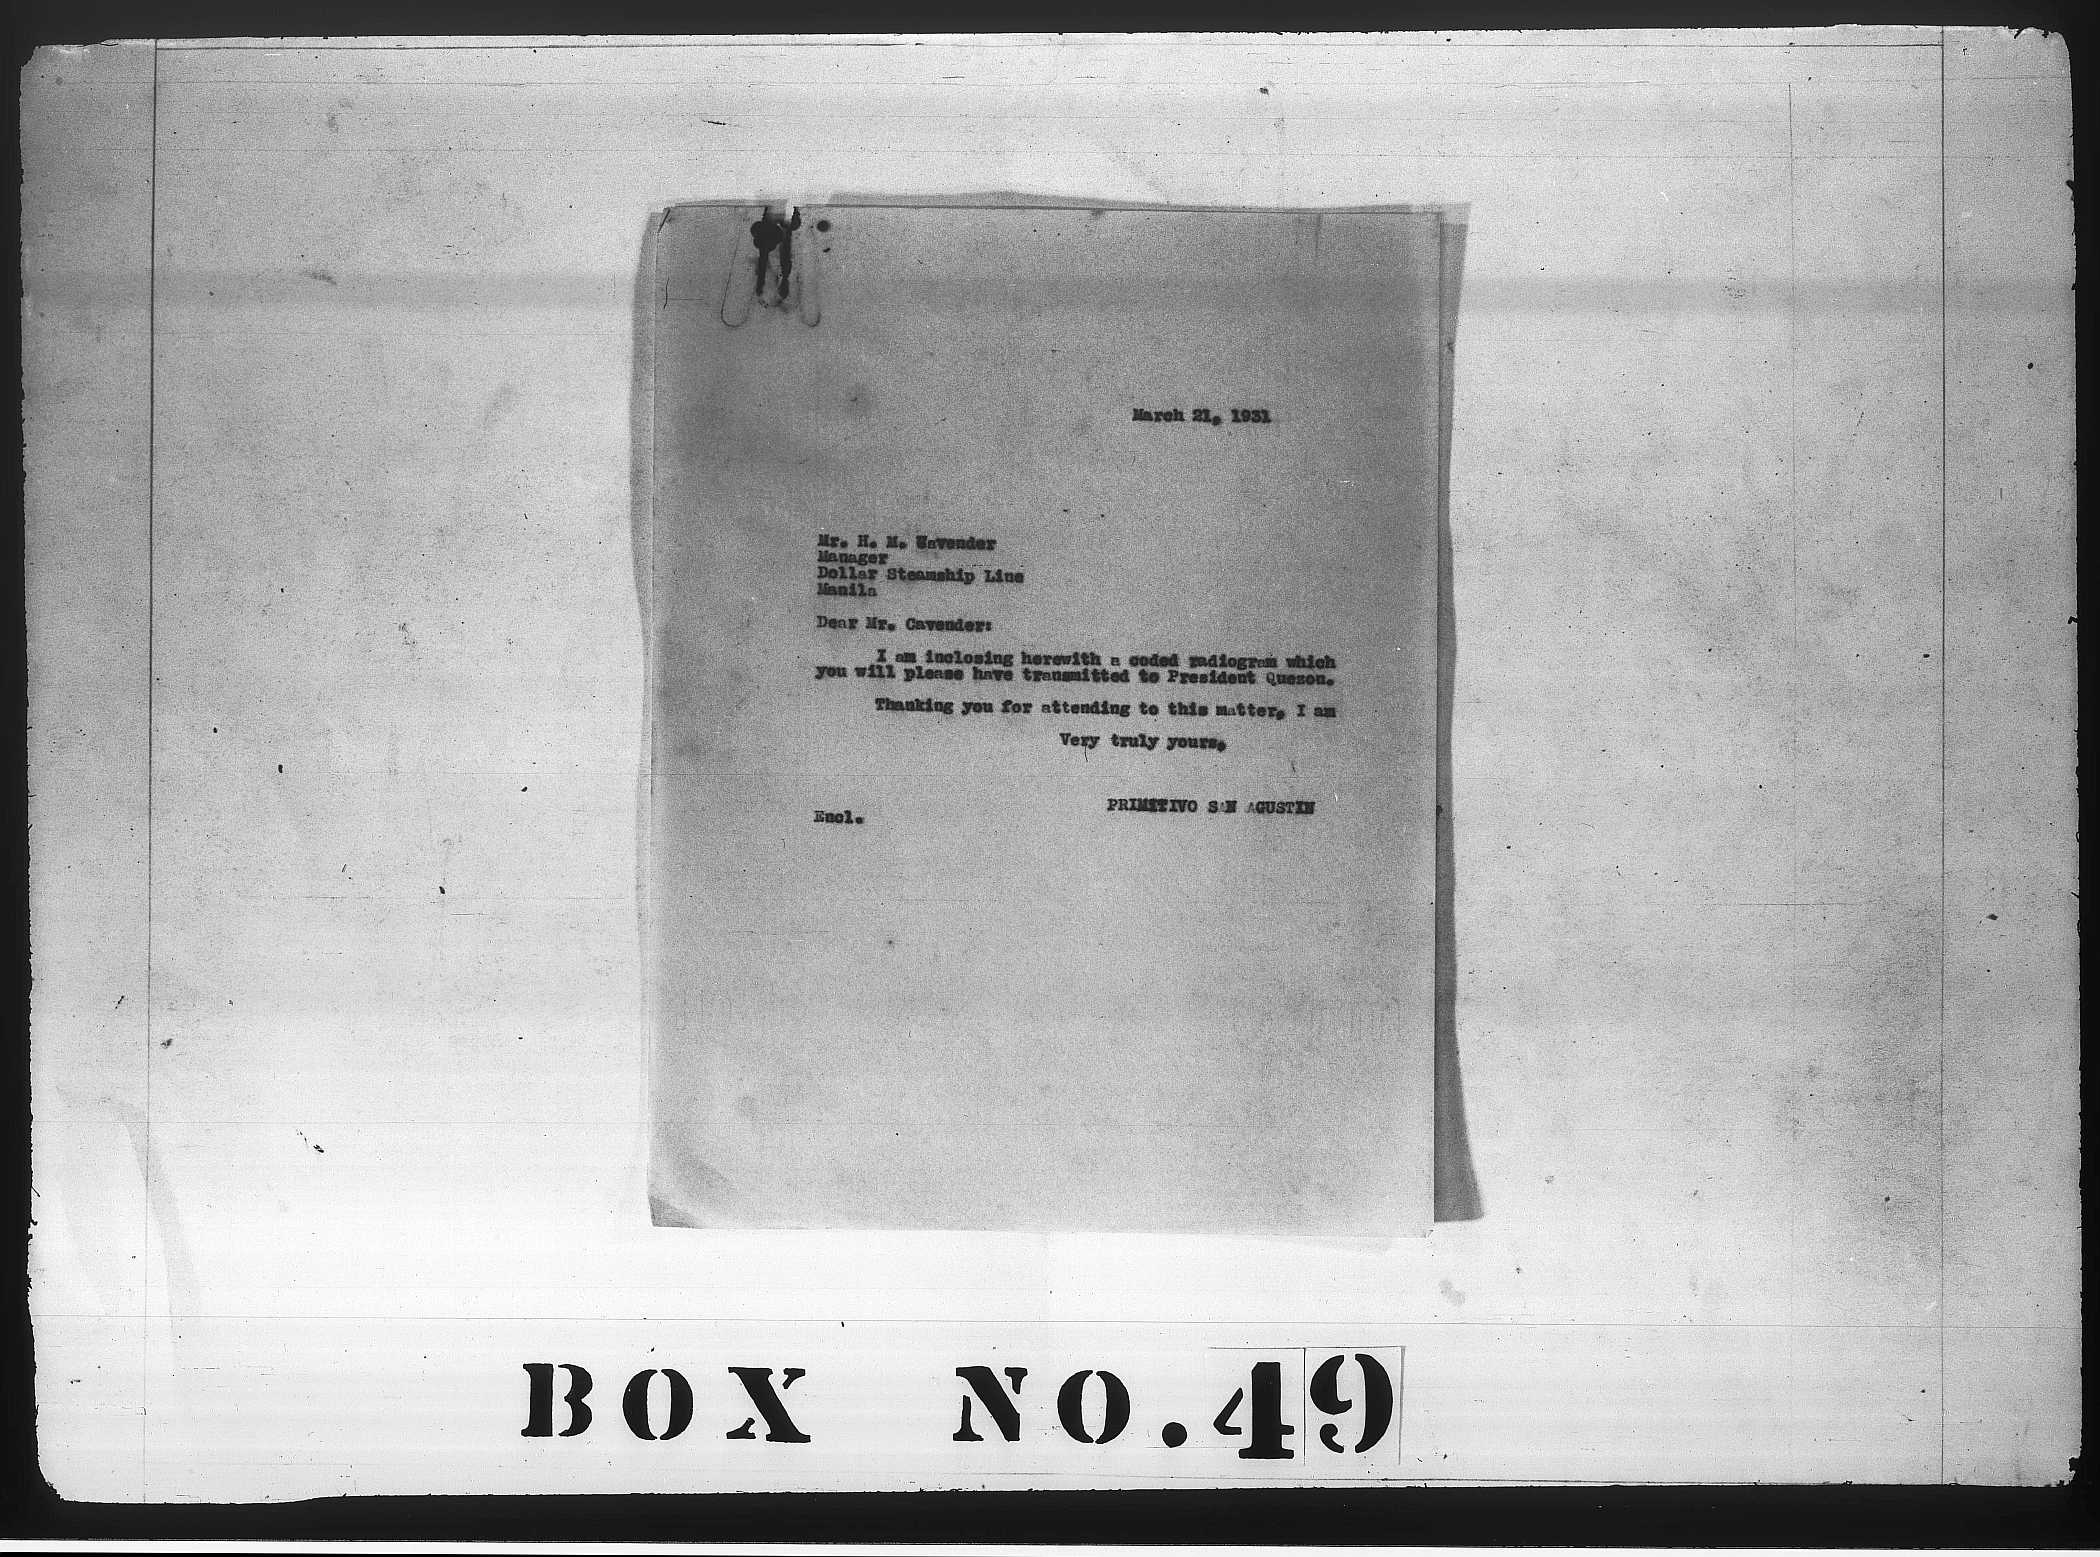 March 21, 1931
Mr. H. M. Cavender
Manager
Dollar Steamship Line
Manila
Dear Mr. Cavender:
I am inclosing herewith a coded radiogram which
you will please have transmitted to President Quezon.
Thanking you for attending to this matter, I am
Very truly yours,
PRIMITIVO SAN AGUSTIN
Encl.
BOX NO. 49